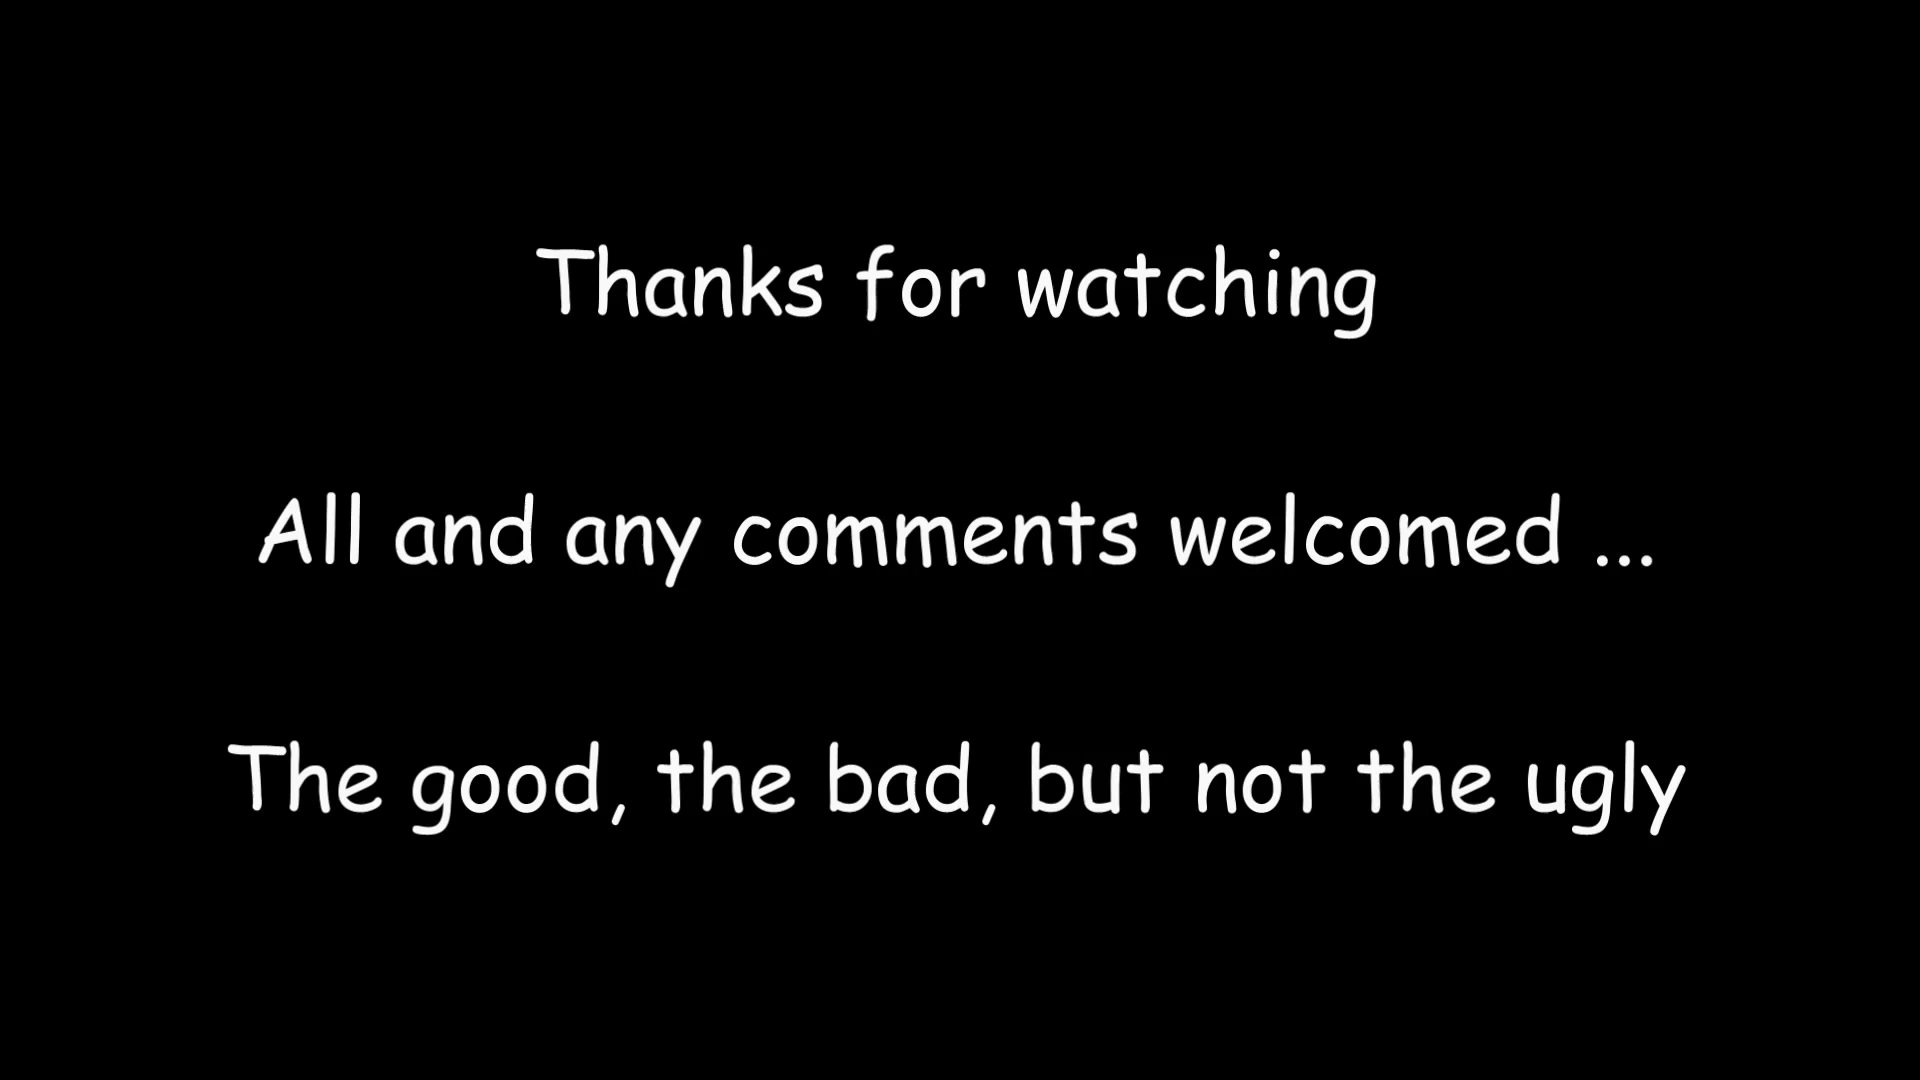 Thanks for watching
All and any comments welcomed ...
The good, the bad, but not the ugly